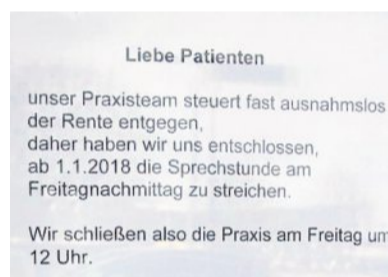 Liebe Patienten
unser Praxisteam steuert fast ausnahmslos
der Rente entgegen,
daher haben wir uns entschlossen,
ab 1.1.2018 die Sprechstunde am
Freitagnachmittag zu streichen.
Wir schließen also die Praxis am Freitag um
12 Uhr.